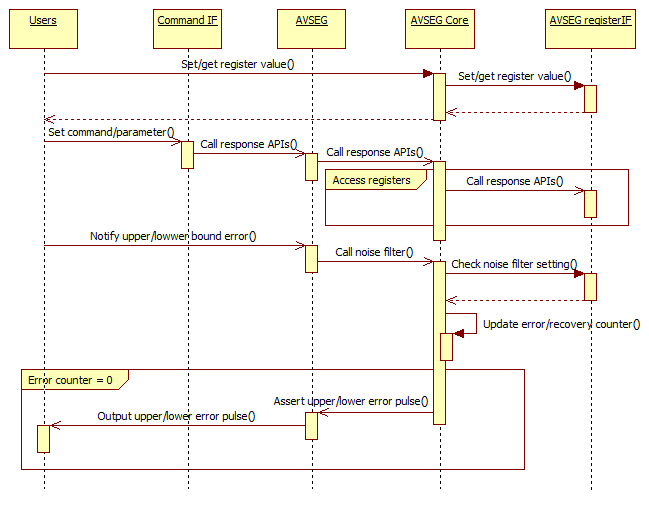 Users
Command IF
AVSEG
AVSEG Core
AVSEG registerIF
Set/get register value()
Set/get register value()
Set command/parameter()
Call response APIs()
Call response APIs()
Access registers
Call response APIs()
Notify upper/lowwer bound error()
Call noise filter()
Check noise filter setting()
Update error/recovery counter()
Error counter = 0
Assert upper/lower error pulse()
Output upper/lower error pulse()